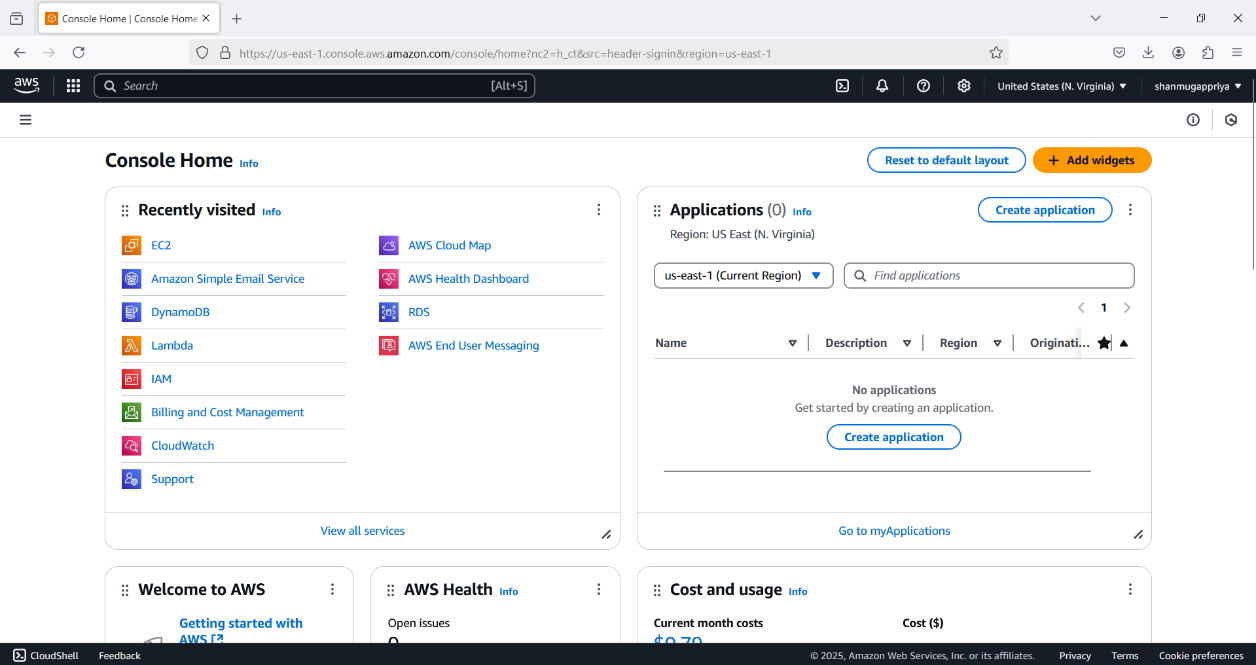 Console Home | Console Home
https://us-east-1.console.aws.amazon.com/console/home?nc2=h_ct&src=header-signin&region=us-east-1
aws
Search [Alt+S]
United States (N. Virginia)
shanmugappriya
Console Home Info
Reset to default layout
+ Add widgets
Recently visited Info
EC2
Amazon Simple Email Service
DynamoDB
Lambda
IAM
Billing and Cost Management
CloudWatch
Support
AWS Cloud Map
AWS Health Dashboard
RDS
AWS End User Messaging
View all services
Applications (0) Info
Create application
Region: US East (N. Virginia)
us-east-1 (Current Region)
Find applications
1
Name Description Region Originati...
No applications
Get started by creating an application.
Create application
Go to myApplications
Welcome to AWS
Getting started with
AWS
AWS Health Info
Open issues
0
Cost and usage Info
Current month costs
$0.79
Cost ($)
CloudShell Feedback
© 2025, Amazon Web Services, Inc. or its affiliates. Privacy Terms Cookie preferences